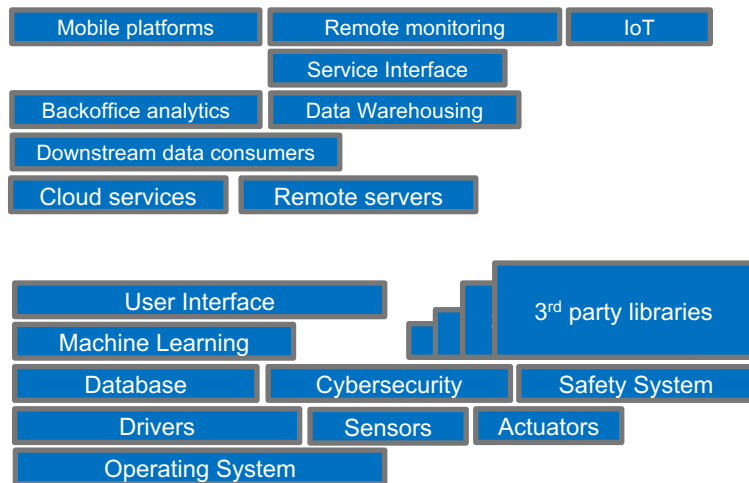 Mobile platforms
Remote monitoring
IoT
Service Interface
Backoffice analytics
Data Warehousing
Downstream data consumers
Cloud services
Remote servers
User Interface
3rd party libraries
Machine Learning
Database
Cybersecurity
Safety System
Drivers
Sensors
Actuators
Operating System